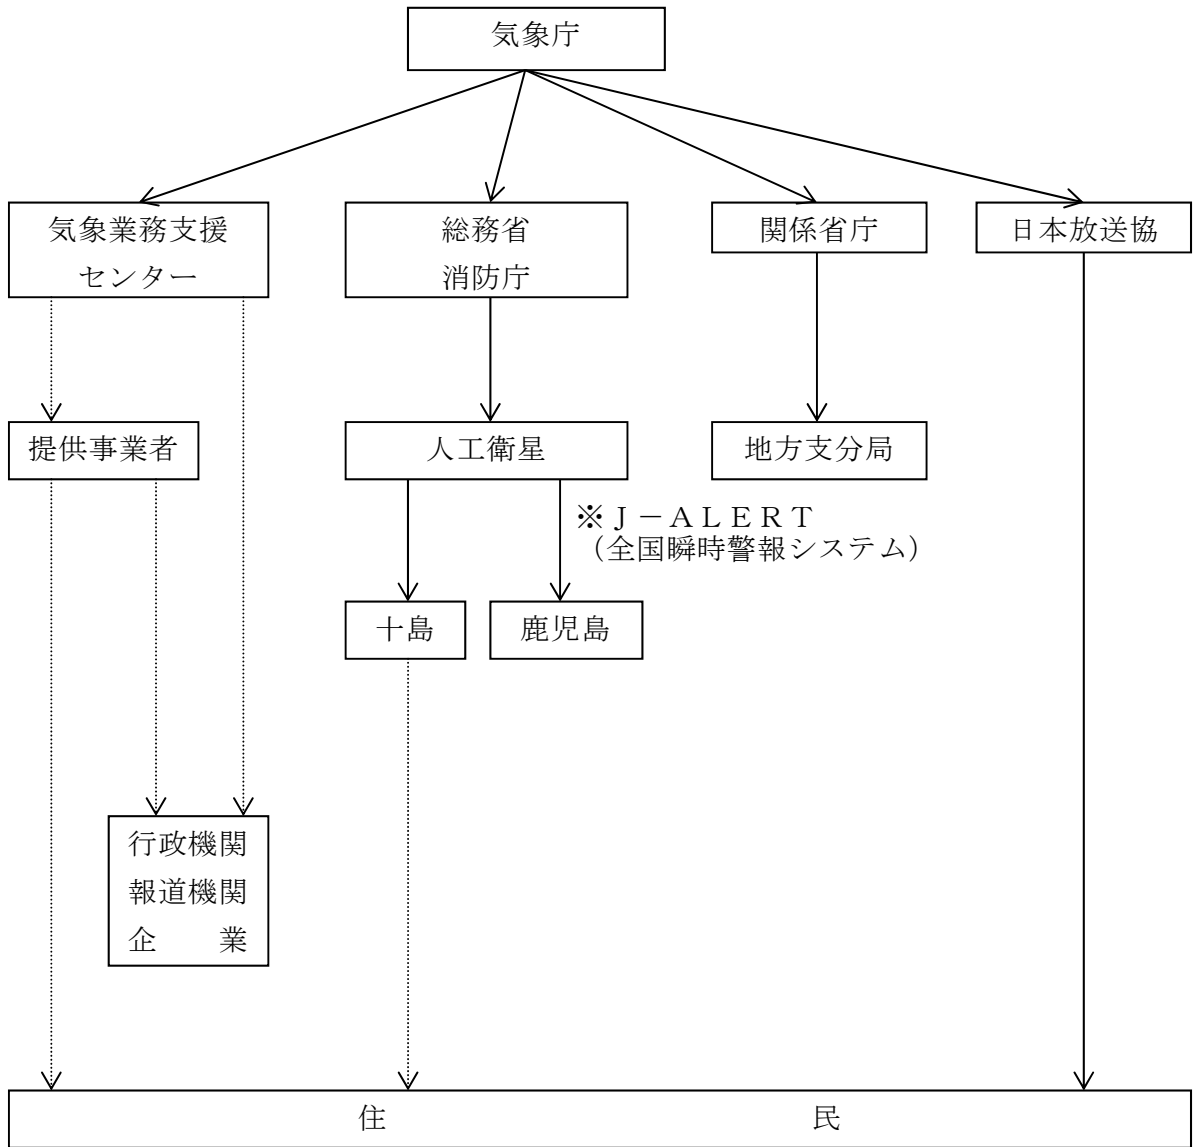 気象庁
気象業務支援
センター
総務省
消防庁
関係省庁
日本放送協
提供事業者
人工衛星
地方支分局
※Ｊ－ＡＬＥＲＴ
（全国瞬時警報システム）
十島
鹿児島
行政機関
報道機関
企　　業
住　　民